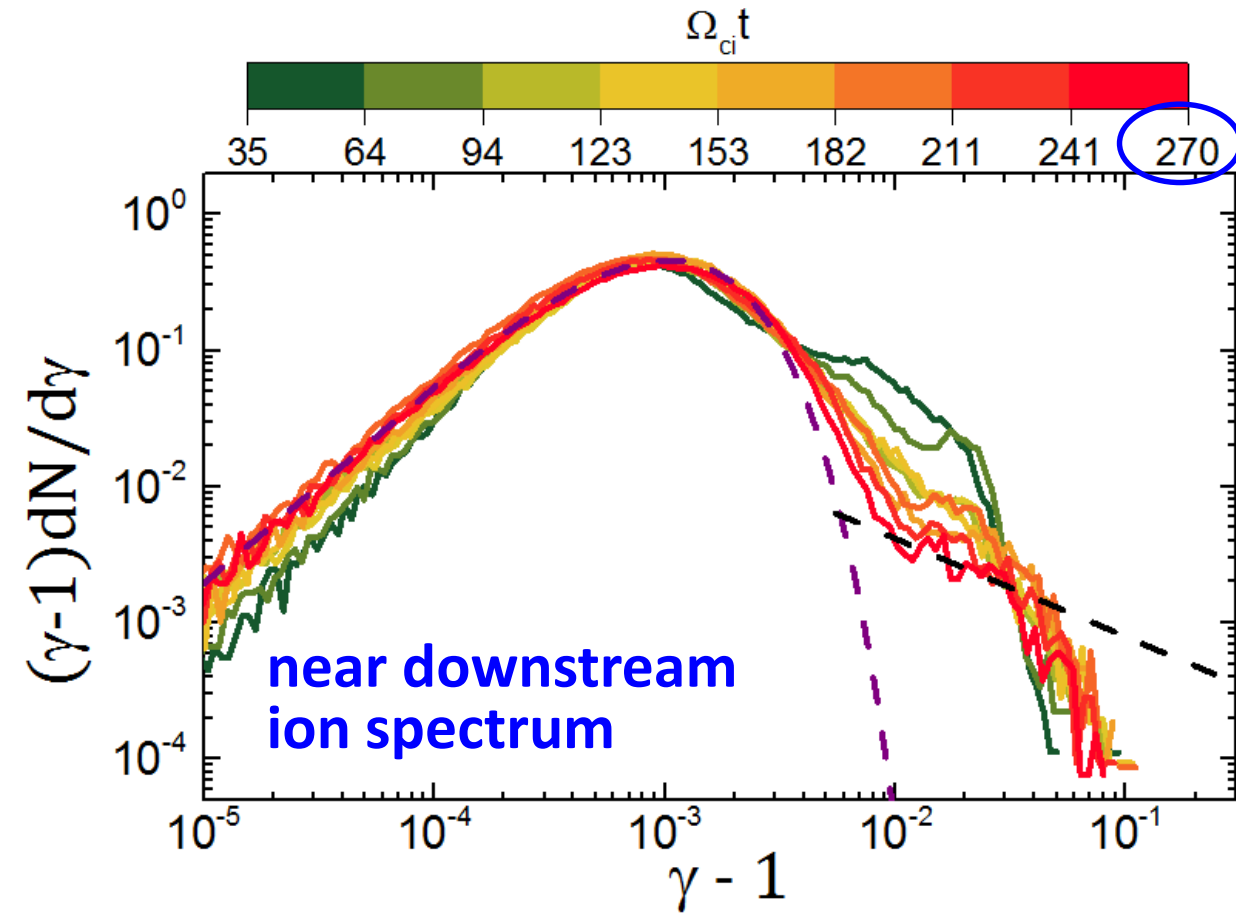 Ω_ci t
35 64 94 123 153 182 211 241 270
(γ-1)dN/dγ
10^0
10^-1
10^-2
10^-3
10^-4
near downstream
ion spectrum
10^-5 10^-4 10^-3 10^-2 10^-1
γ - 1